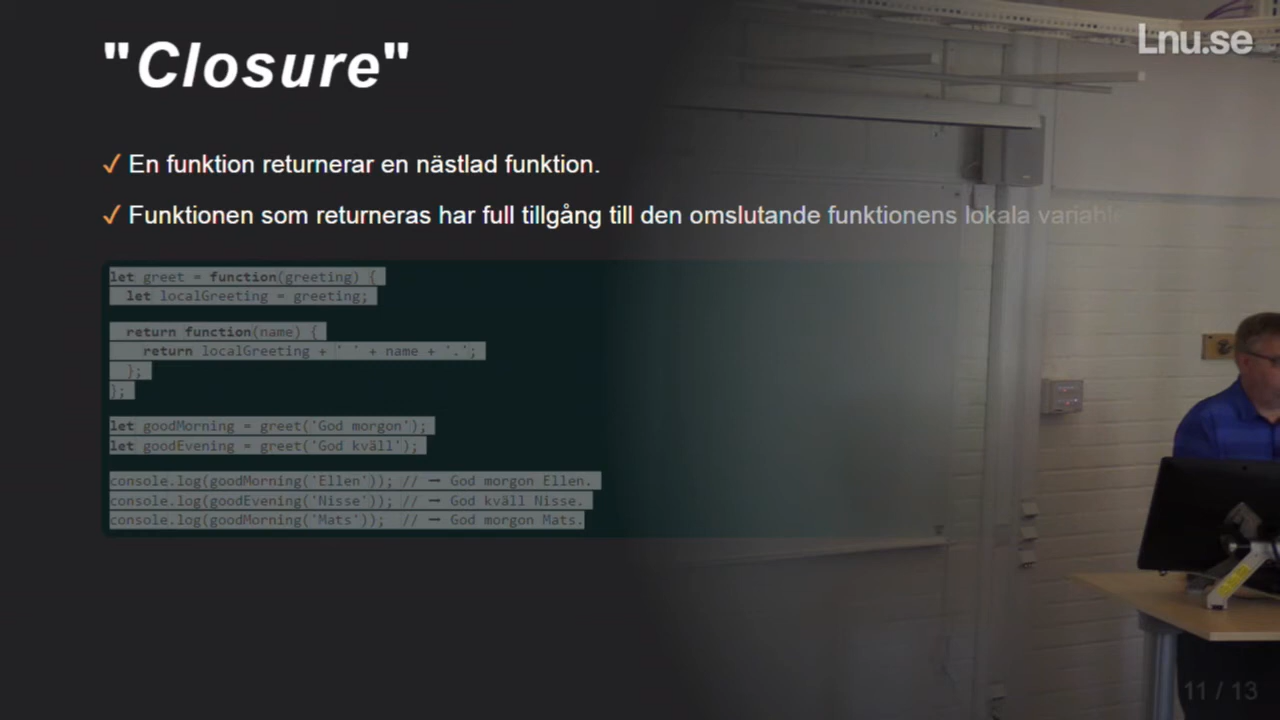 "Closure"
Lnu.se
✓ En funktion returnerar en nästlad funktion.
✓ Funktionen som returneras har full tillgång till den omslutande funktionens lokala
let greet = function(greeting) {
  let localGreeting = greeting;
  return function(name) {
    return localGreeting + ' ' + name + '.';
  };
};
let goodMorning = greet('God morgon');
let goodEvening = greet('God kväll');
console.log(goodMorning('Ellen')); // → God morgon Ellen.
console.log(goodEvening('Nisse')); // → God kväll Nisse.
console.log(goodMorning('Mats'));  // → God morgon Mats.
11 / 13